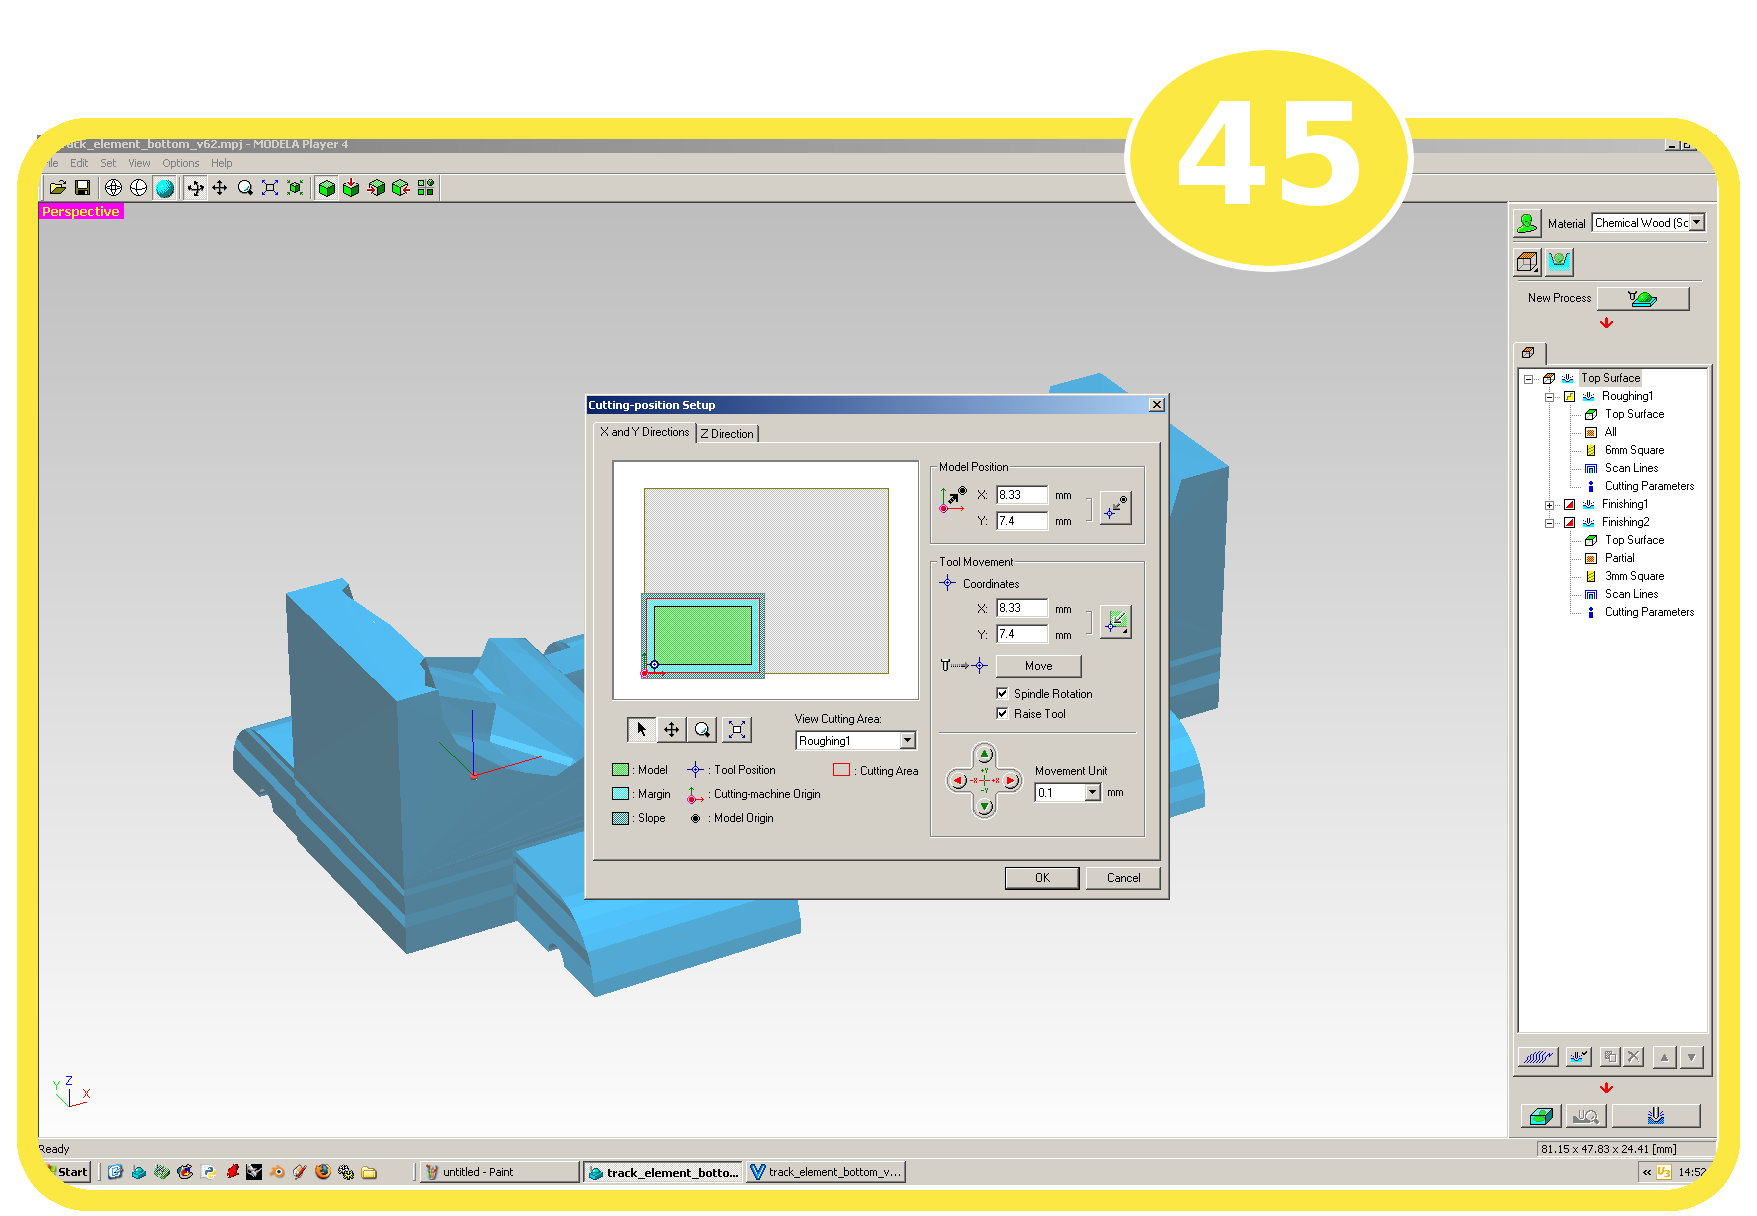 45
ack_element_bottom_v62.mpj - MODELA Player 4
ile Edit Set View Options Help
Perspective
Material Chemical Wood (Sc
New Process
Top Surface
Roughing1
Top Surface
All
6mm Square
Scan Lines
Cutting Parameters
Finishing1
Finishing2
Top Surface
Partial
3mm Square
Scan Lines
Cutting Parameters
Cutting-position Setup
X and Y Directions Z Direction
Model Position
X: 8.33 mm
Y: 7.4 mm
Tool Movement
Coordinates
X: 8.33 mm
Y: 7.4 mm
Move
Spindle Rotation
Raise Tool
+Y
-X +X
-Y
Movement Unit
0.1 mm
View Cutting Area:
Roughing1
: Model : Tool Position : Cutting Area
: Margin : Cutting-machine Origin
: Slope : Model Origin
OK Cancel
Z
Y X
Ready
81.15 x 47.83 x 24.41 [mm]
Start untitled - Paint track_element_botto... track_element_bottom_v... « 14:52